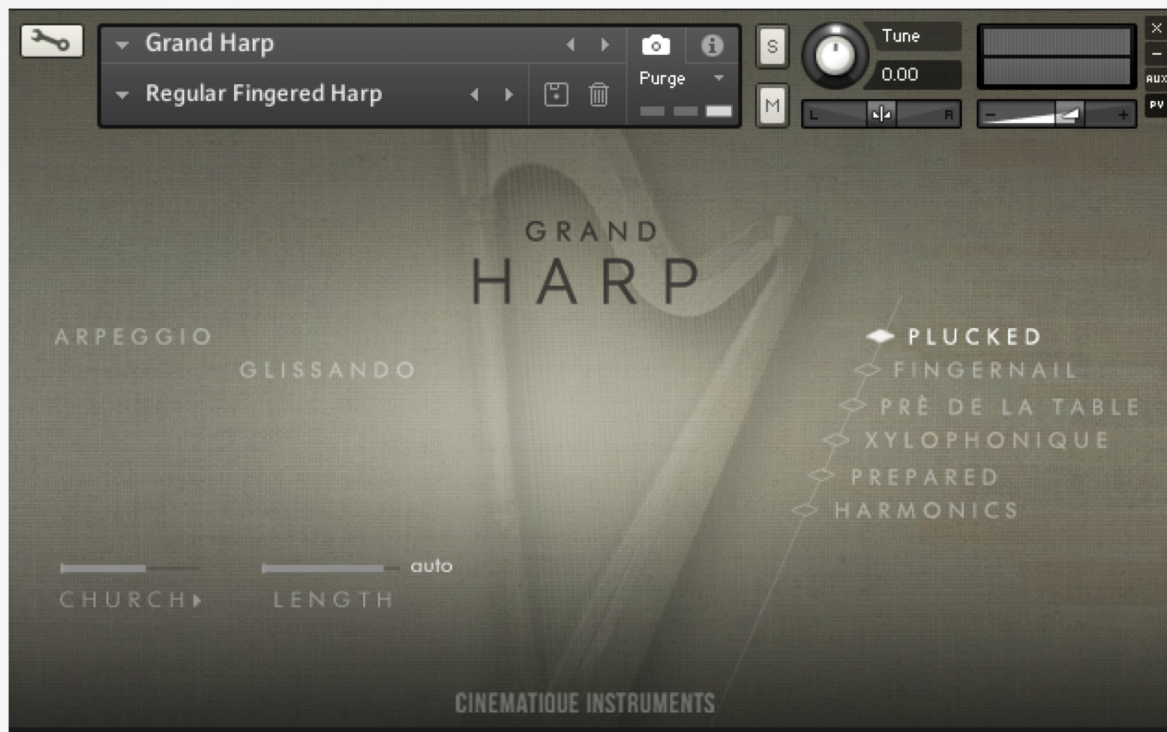 Grand Harp
S
Tune
X
Purge
0.00
AUX
Regular Fingered Harp
M
L
R
-
+
PV
GRAND
HARP
ARPEGGIO
GLISSANDO
PLUCKED
FINGERNAIL
PRÈ DE LA TABLE
XYLOPHONIQUE
PREPARED
HARMONICS
auto
CHURCH
LENGTH
CINEMATIQUE INSTRUMENTS